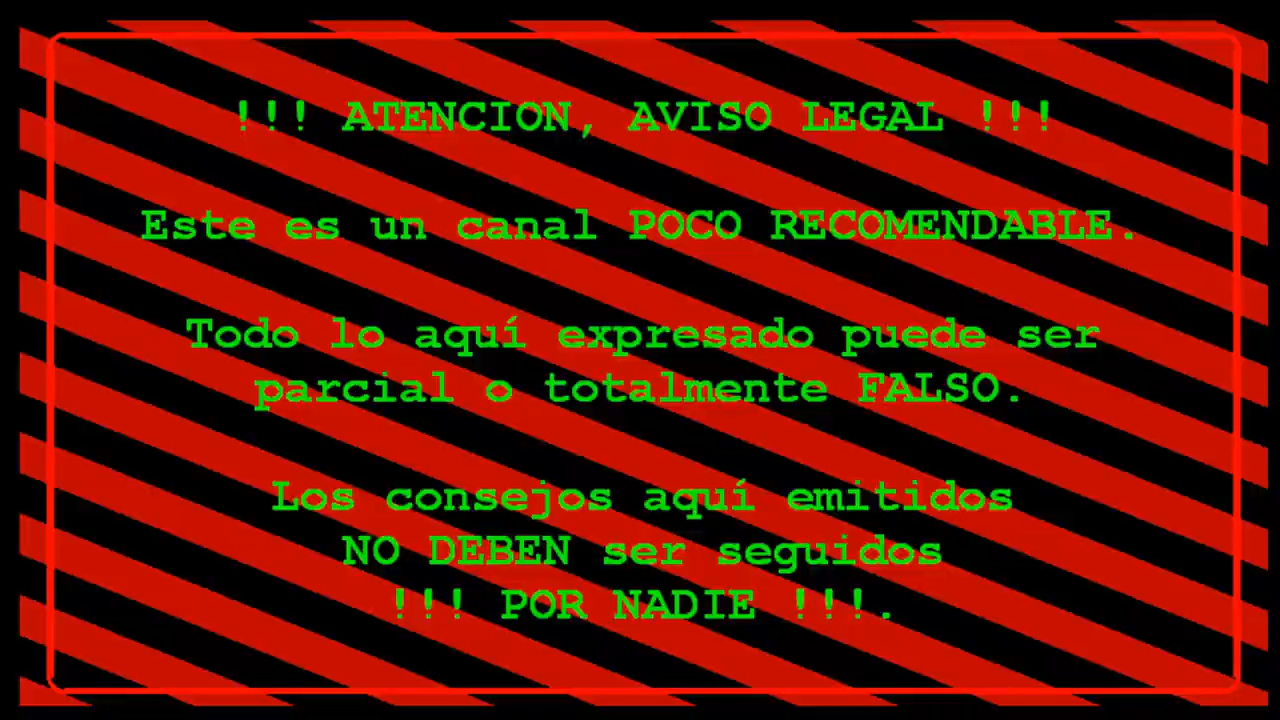 !!! ATENCION, AVISO LEGAL !!!
Este es un canal POCO RECOMENDABLE.
Todo lo aquí expresado puede ser
parcial o totalmente FALSO.
Los consejos aquí emitidos
NO DEBEN ser seguidos
!!! POR NADIE !!!.